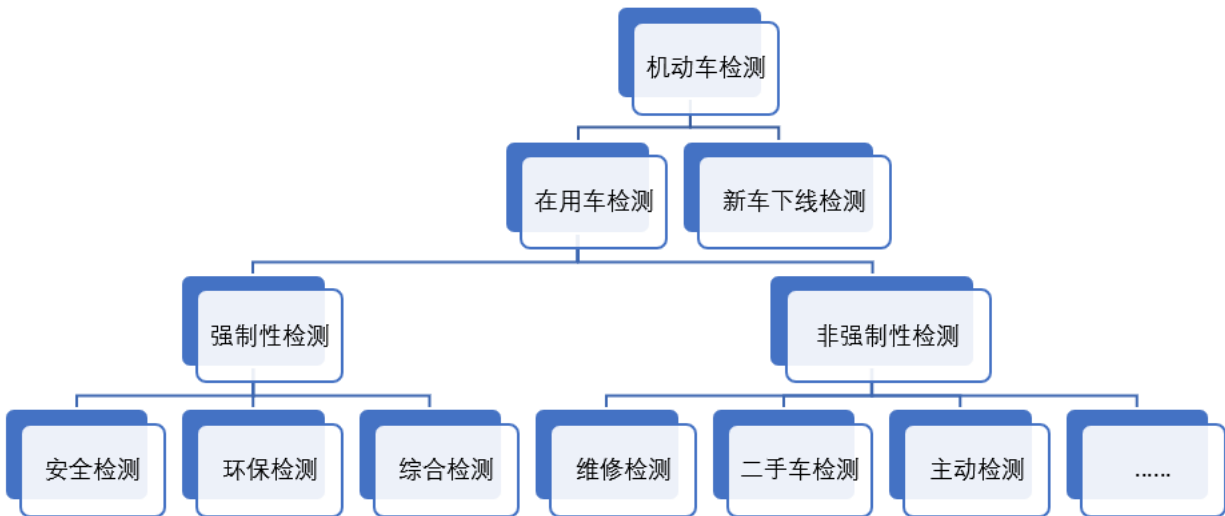 机动车检测
在用车检测
新车下线检测
强制性检测
非强制性检测
安全检测
环保检测
综合检测
维修检测
二手车检测
主动检测
……